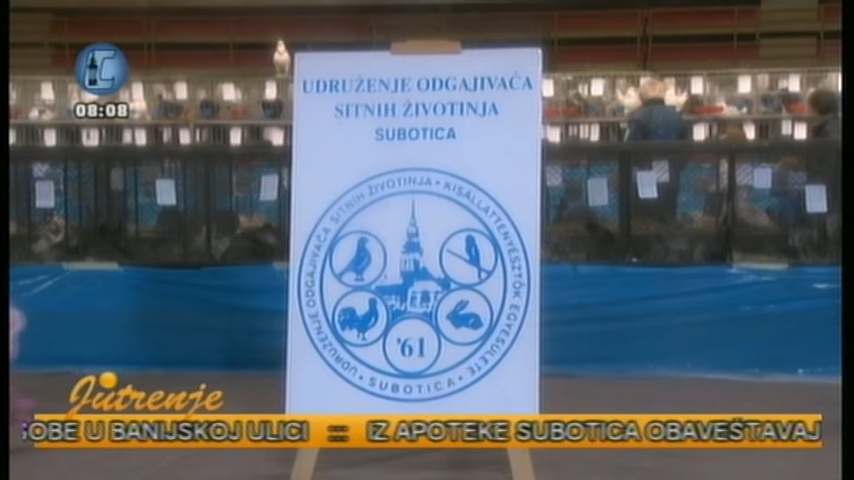 08:08
UDRUŽENJE ODGAJIVAČA
SITNIH ŽIVOTINJA
SUBOTICA
UDRUŽENJE ODGAJIVAČA SITNIH ŽIVOTINJA • KISÁLLATTENYÉSZTŐK EGYESÜLETE
'61
• SUBOTICA •
Jutrenje
SOBE U BANIJSKOJ ULICI :: IZ APOTEKE SUBOTICA OBAVEŠTAVAJ